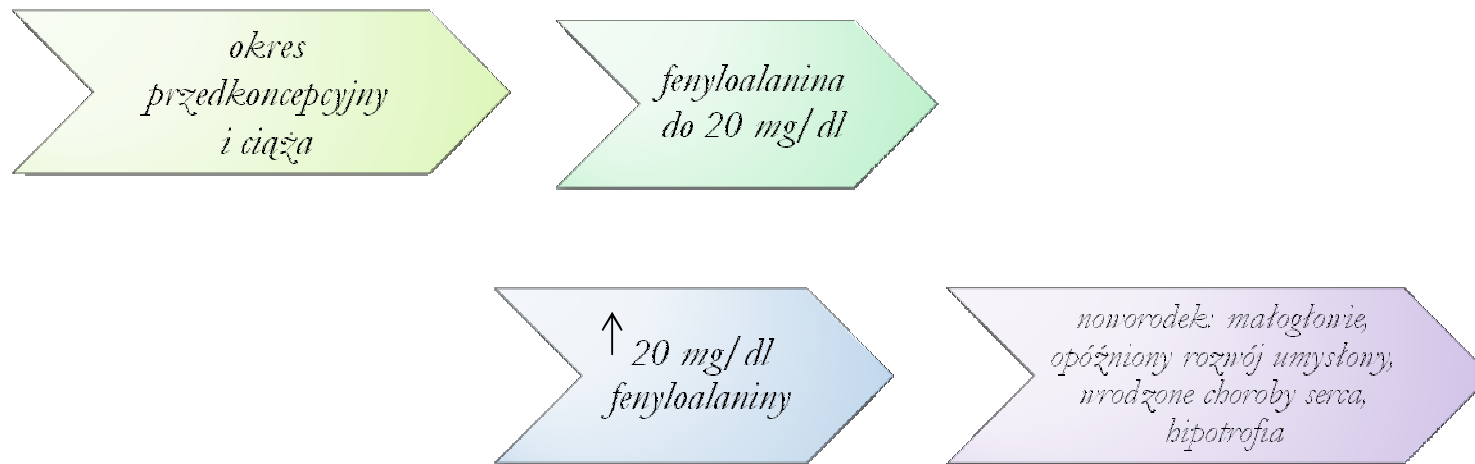 okres
przedkoncepcyjny
i ciąża
fenyloalanina
do 20 mg/dl
↑ 20 mg/dl
fenyloalaniny
noworodek: małogłowie,
opóźniony rozwój umysłowy,
wrodzone choroby serca,
hipotrofia